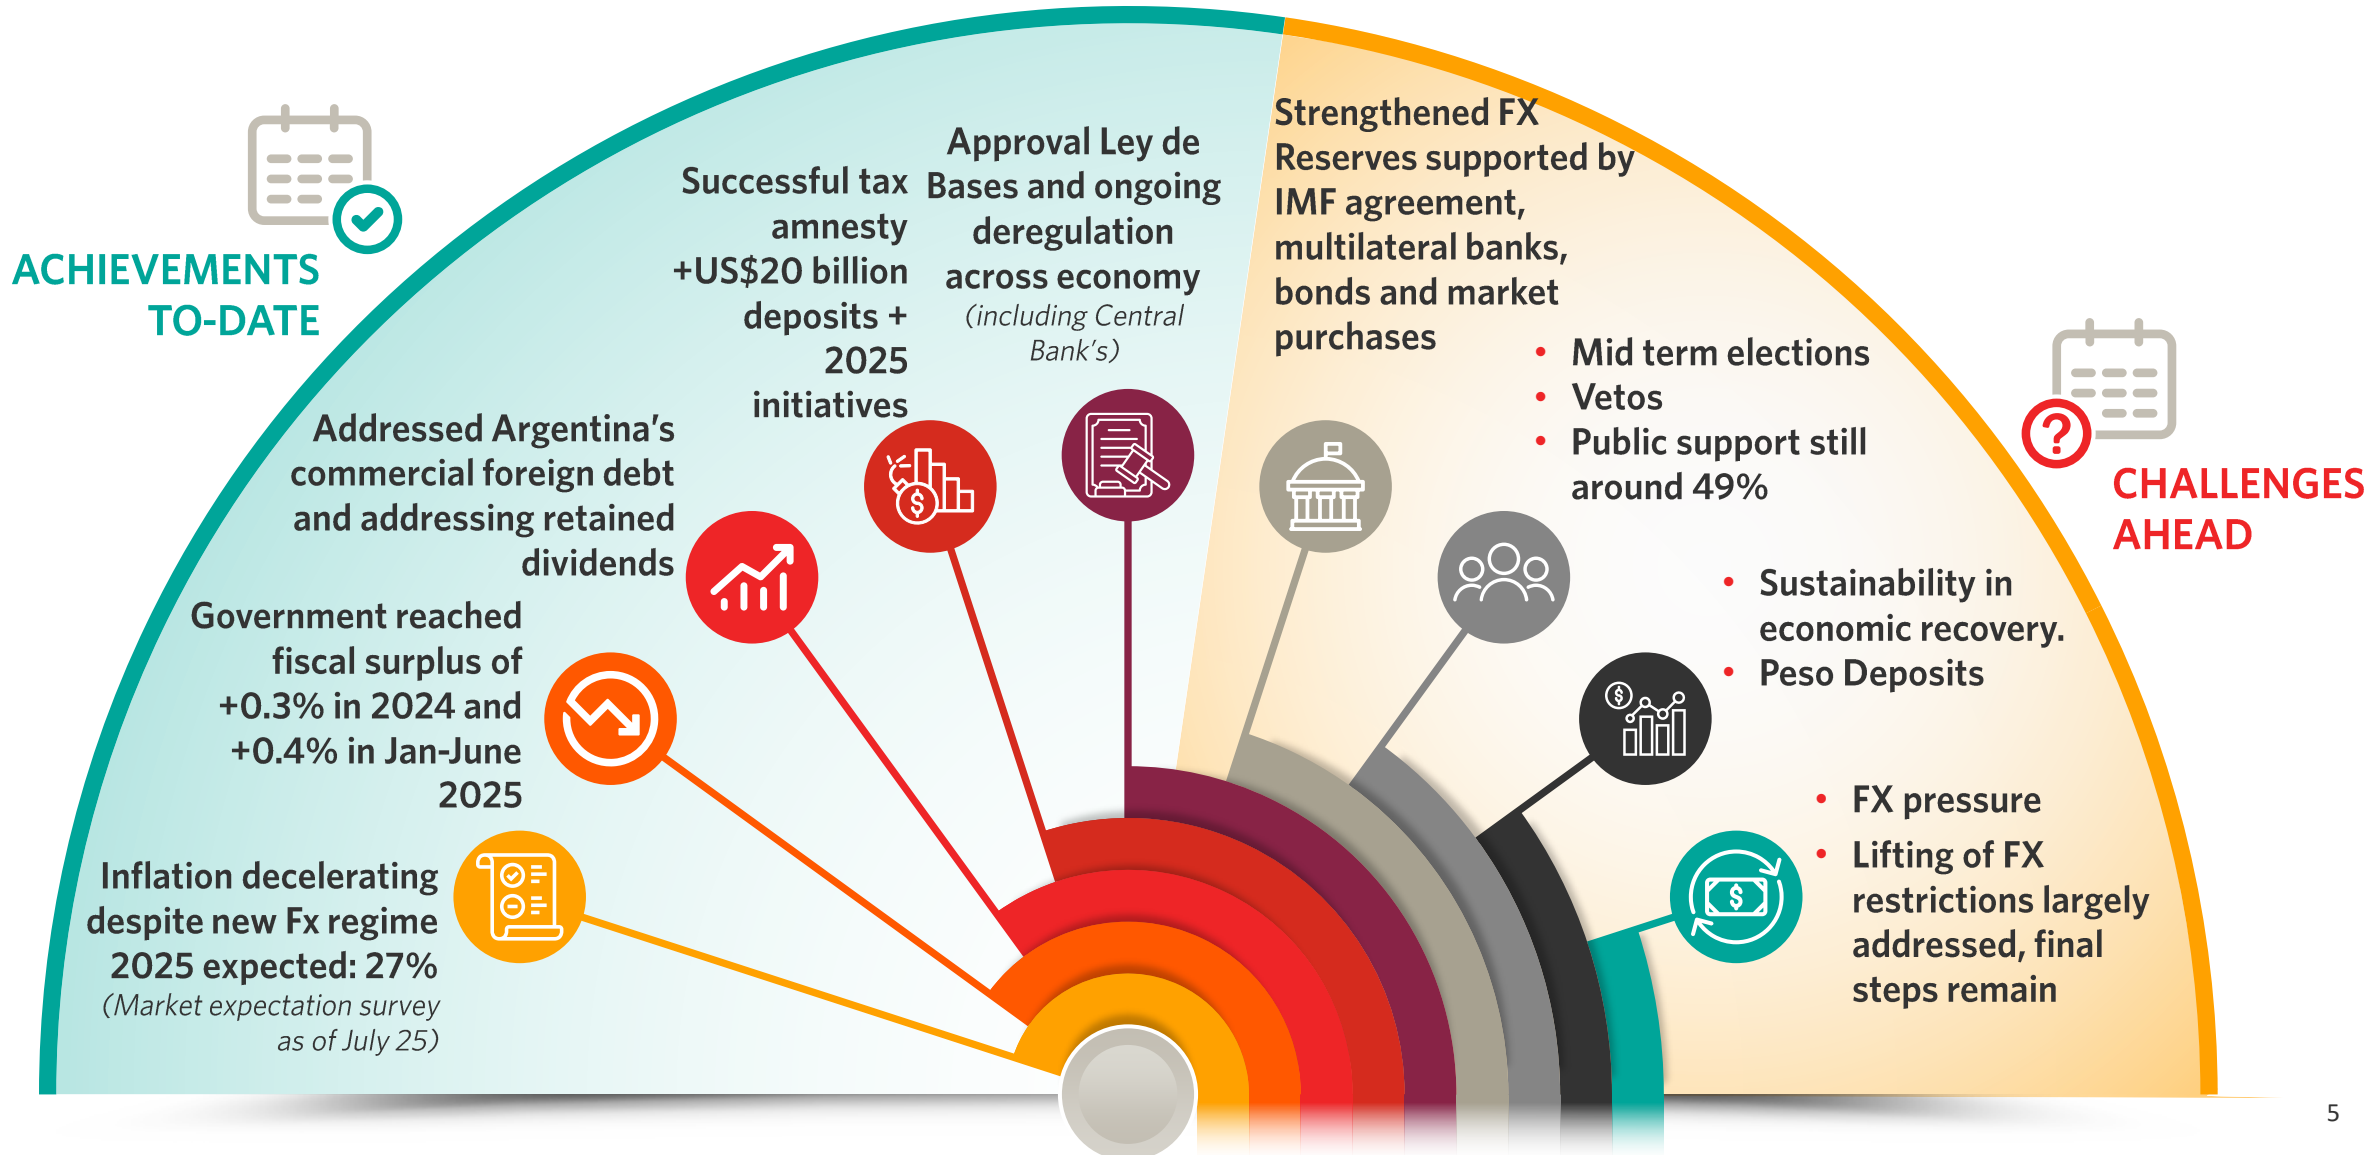 ACHIEVEMENTS
TO-DATE
Inflation decelerating
despite new Fx regime
2025 expected: 27%
(Market expectation survey
as of July 25)
Government reached
fiscal surplus of
+0.3% in 2024 and
+0.4% in Jan-June
2025
Addressed Argentina’s
commercial foreign debt
and addressing retained
dividends
Successful tax
amnesty
+US$20 billion
deposits +
2025
initiatives
Approval Ley de
Bases and ongoing
deregulation
across economy
(including Central
Bank’s)
Strengthened FX
Reserves supported by
IMF agreement,
multilateral banks,
bonds and market
purchases
• Mid term elections
• Vetos
• Public support still
around 49%
CHALLENGES
AHEAD
• Sustainability in
economic recovery.
• Peso Deposits
• FX pressure
• Lifting of FX
restrictions largely
addressed, final
steps remain
$
$
$
?
5